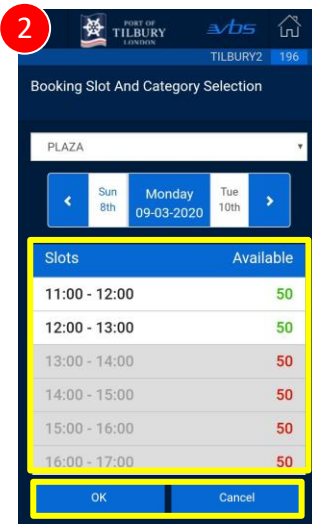 2
PORT OF
TILBURY
LONDON
vbs
TILBURY2 196
Booking Slot And Category Selection
PLAZA
Sun
8th
Monday
09-03-2020
Tue
10th
Slots Available
11:00 - 12:00 50
12:00 - 13:00 50
13:00 - 14:00 50
14:00 - 15:00 50
15:00 - 16:00 50
16:00 - 17:00 50
OK Cancel